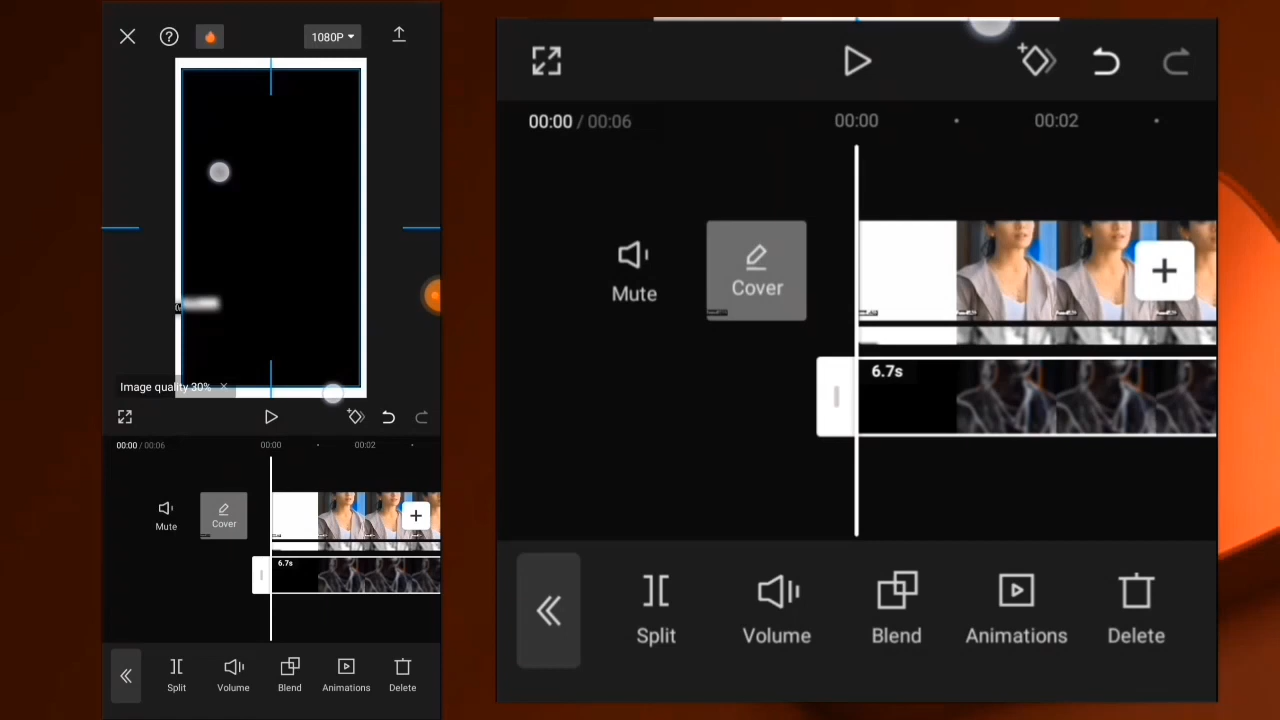 1080P
Image quality 30%
00:00 / 00:06
00:00
00:02
Mute
Cover
6.7s
Split
Volume
Blend
Animations
Delete
00:00 / 00:06
00:00
00:02
Mute
Cover
6.7s
Split
Volume
Blend
Animations
Delete